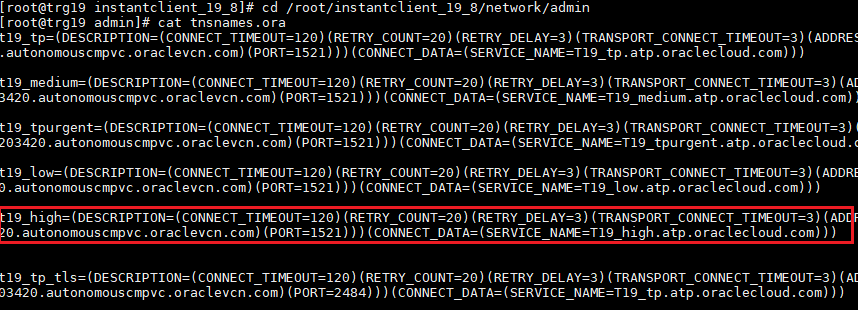 [root@trg19 instantclient_19_8]# cd /root/instantclient_19_8/network/admin
[root@trg19 admin]# cat tnsnames.ora
t19_tp=(DESCRIPTION=(CONNECT_TIMEOUT=120)(RETRY_COUNT=20)(RETRY_DELAY=3)(TRANSPORT_CONNECT_TIMEOUT=3)(ADDRES
.autonomouscmpvc.oraclevcn.com)(PORT=1521)))(CONNECT_DATA=(SERVICE_NAME=T19_tp.atp.oraclecloud.com)))
t19_medium=(DESCRIPTION=(CONNECT_TIMEOUT=120)(RETRY_COUNT=20)(RETRY_DELAY=3)(TRANSPORT_CONNECT_TIMEOUT=3)(AD
03420.autonomouscmpvc.oraclevcn.com)(PORT=1521)))(CONNECT_DATA=(SERVICE_NAME=T19_medium.atp.oraclecloud.com))
t19_tpurgent=(DESCRIPTION=(CONNECT_TIMEOUT=120)(RETRY_COUNT=20)(RETRY_DELAY=3)(TRANSPORT_CONNECT_TIMEOUT=3)(
203420.autonomouscmpvc.oraclevcn.com)(PORT=1521)))(CONNECT_DATA=(SERVICE_NAME=T19_tpurgent.atp.oraclecloud.c
t19_low=(DESCRIPTION=(CONNECT_TIMEOUT=120)(RETRY_COUNT=20)(RETRY_DELAY=3)(TRANSPORT_CONNECT_TIMEOUT=3)(ADDRE
0.autonomouscmpvc.oraclevcn.com)(PORT=1521)))(CONNECT_DATA=(SERVICE_NAME=T19_low.atp.oraclecloud.com)))
t19_high=(DESCRIPTION=(CONNECT_TIMEOUT=120)(RETRY_COUNT=20)(RETRY_DELAY=3)(TRANSPORT_CONNECT_TIMEOUT=3)(ADDR
20.autonomouscmpvc.oraclevcn.com)(PORT=1521)))(CONNECT_DATA=(SERVICE_NAME=T19_high.atp.oraclecloud.com)))
t19_tp_tls=(DESCRIPTION=(CONNECT_TIMEOUT=120)(RETRY_COUNT=20)(RETRY_DELAY=3)(TRANSPORT_CONNECT_TIMEOUT=3)(AD
03420.autonomouscmpvc.oraclevcn.com)(PORT=2484)))(CONNECT_DATA=(SERVICE_NAME=T19_tp.atp.oraclecloud.com)))